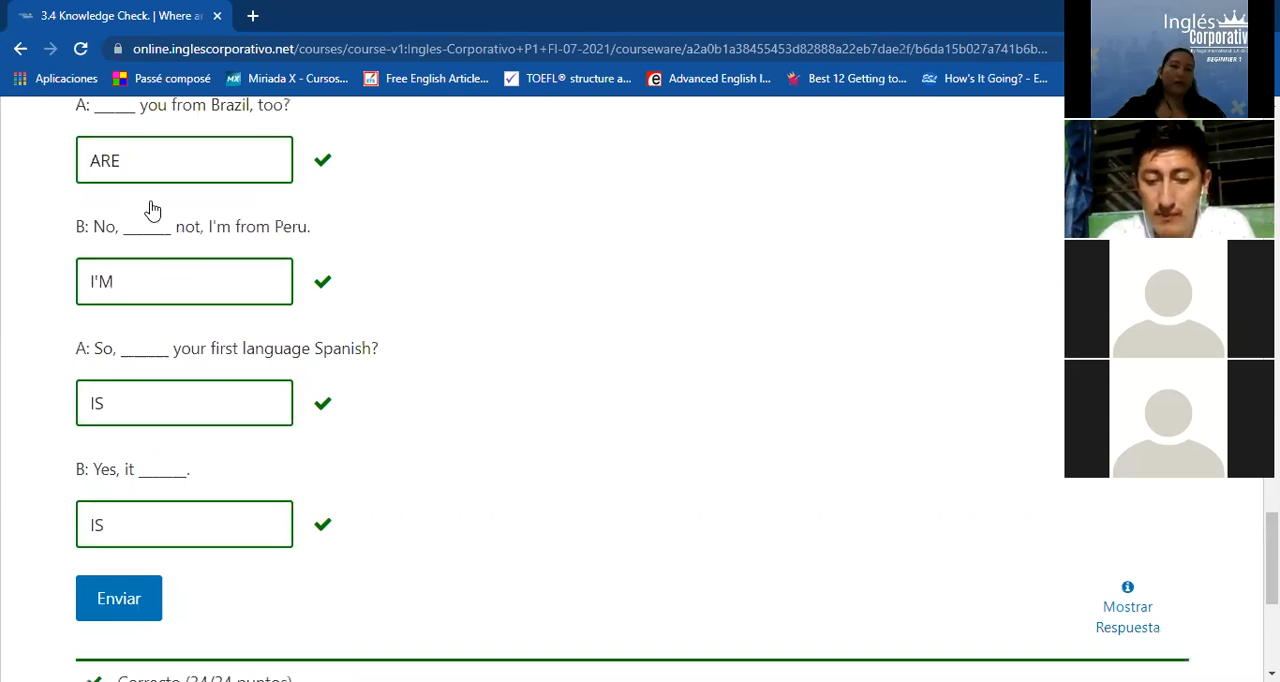 3.4 Knowledge Check. | Where a
online.inglescorporativo.net/courses/course-v1:Ingles-Corporativo+P1+FI-07-2021/courseware/a2a0b1a38455453d82888a22eb7dae2f/b6da15b027a741b6b...
Aplicaciones Passé composé Miriada X - Cursos... Free English Article... TOEFL® structure a... Advanced English I... Best 12 Getting to... How's It Going? - E...
Inglés
Corporativo
BEGINNER 1
A: _____ you from Brazil, too?
ARE
B: No, ______ not, I'm from Peru.
I'M
A: So, ______ your first language Spanish?
IS
B: Yes, it ______.
IS
Enviar
Mostrar
Respuesta
Correcto (24/24 puntos)